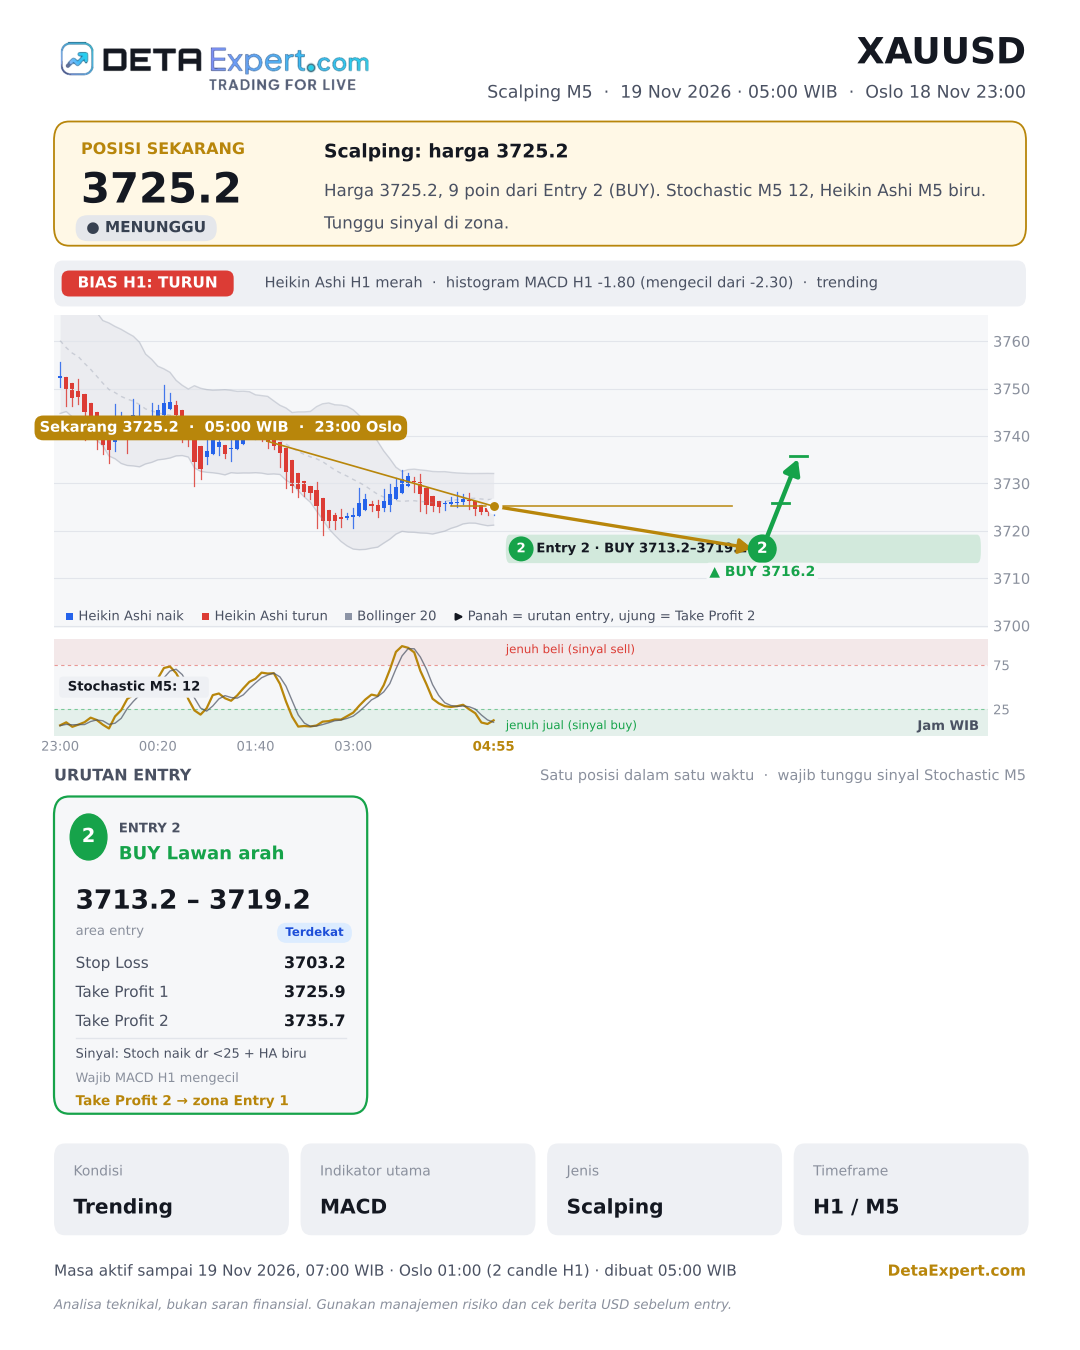 DETA Expert.com
TRADING FOR LIVE
XAUUSD
Scalping M5 · 19 Nov 2026 · 05:00 WIB · Oslo 18 Nov 23:00
POSISI SEKARANG
3725.2
● MENUNGGU
Scalping: harga 3725.2
Harga 3725.2, 9 poin dari Entry 2 (BUY). Stochastic M5 12, Heikin Ashi M5 biru.
Tunggu sinyal di zona.
BIAS H1: TURUN
Heikin Ashi H1 merah · histogram MACD H1 -1.80 (mengecil dari -2.30) · trending
3760
3750
3740
3730
3720
3710
3700
Sekarang 3725.2 · 05:00 WIB · 23:00 Oslo
2 Entry 2 · BUY 3713.2–3719.
2
▲ BUY 3716.2
Heikin Ashi naik
Heikin Ashi turun
Bollinger 20
Panah = urutan entry, ujung = Take Profit 2
jenuh beli (sinyal sell)
75
Stochastic M5: 12
25
jenuh jual (sinyal buy)
Jam WIB
23:00 00:20 01:40 03:00 04:55
URUTAN ENTRY
Satu posisi dalam satu waktu · wajib tunggu sinyal Stochastic M5
2
ENTRY 2
BUY Lawan arah
3713.2 – 3719.2
area entry
Terdekat
Stop Loss 3703.2
Take Profit 1 3725.9
Take Profit 2 3735.7
Sinyal: Stoch naik dr <25 + HA biru
Wajib MACD H1 mengecil
Take Profit 2 → zona Entry 1
Kondisi
Trending
Indikator utama
MACD
Jenis
Scalping
Timeframe
H1 / M5
Masa aktif sampai 19 Nov 2026, 07:00 WIB · Oslo 01:00 (2 candle H1) · dibuat 05:00 WIB
DetaExpert.com
Analisa teknikal, bukan saran finansial. Gunakan manajemen risiko dan cek berita USD sebelum entry.